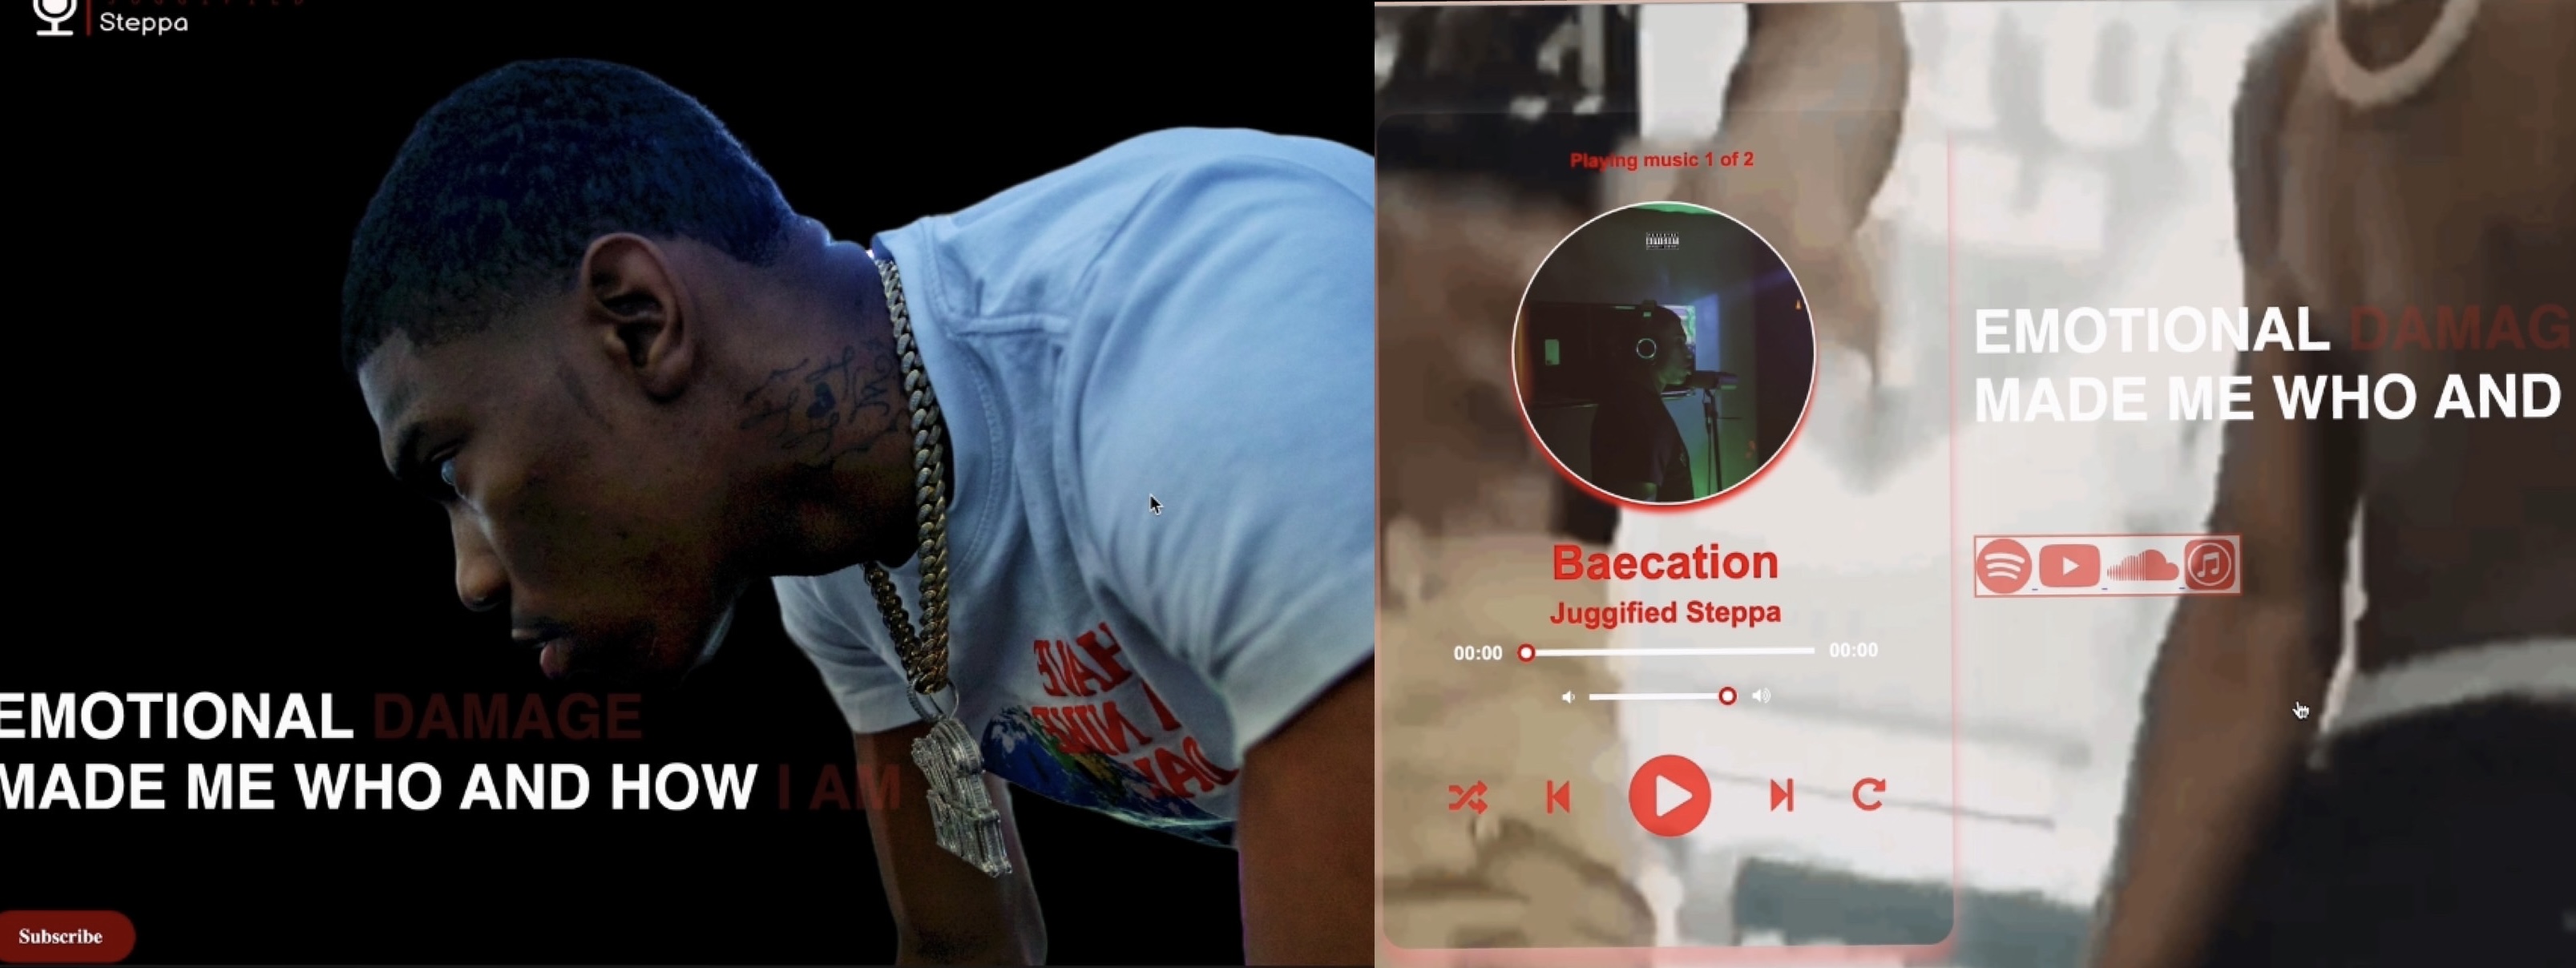 Steppa
EMOTIONAL DAMAGE
MADE ME WHO AND HOW I AM
Subscribe
Playing music 1 of 2
Baecation
Juggified Steppa
00:00
00:00
EMOTIONAL DAMAG
MADE ME WHO AND